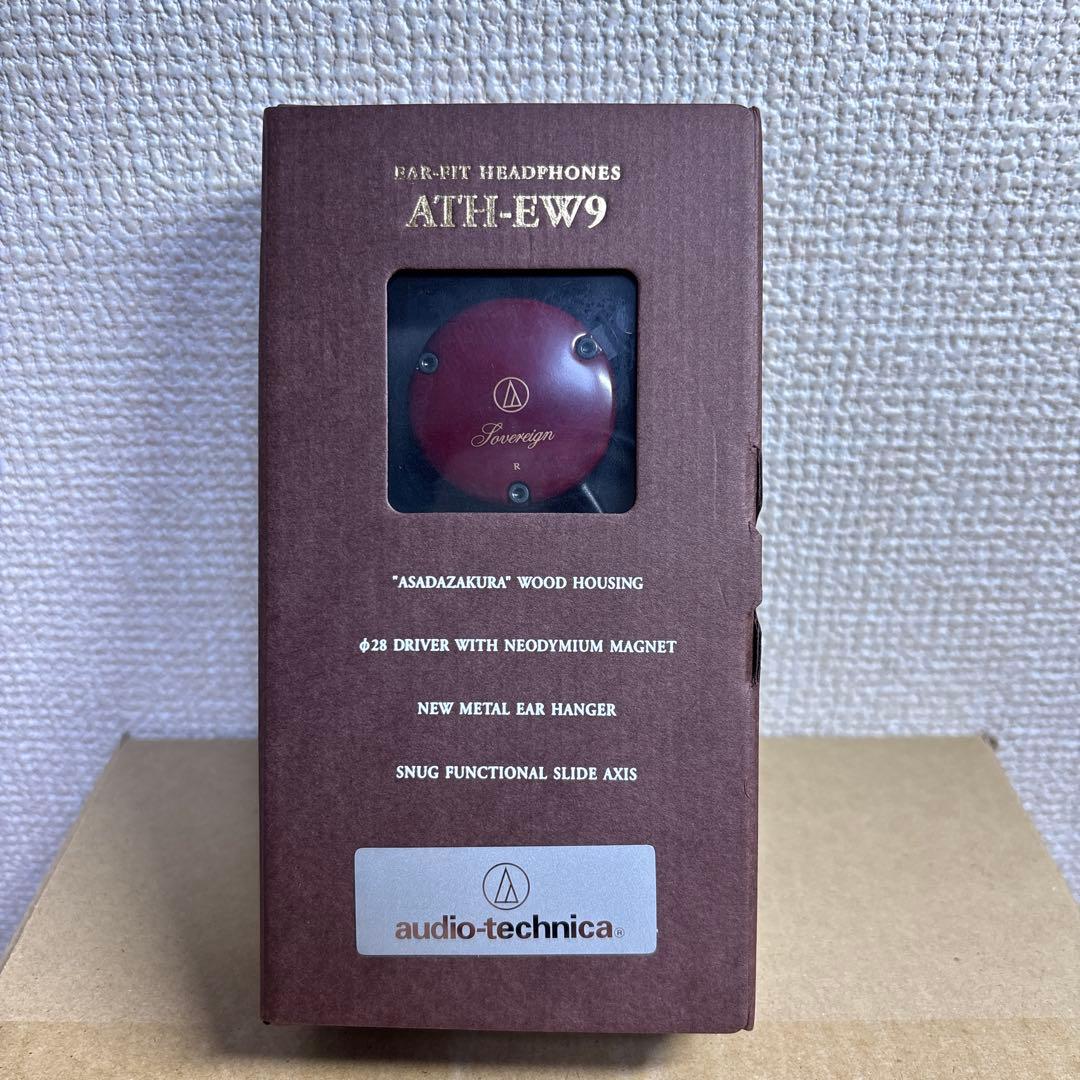 EAR-FIT HEADPHONES
ATH-EW9
Sovereign
R
"ASADAZAKURA" WOOD HOUSING
φ28 DRIVER WITH NEODYMIUM MAGNET
NEW METAL EAR HANGER
SNUG FUNCTIONAL SLIDE AXIS
audio-technica®